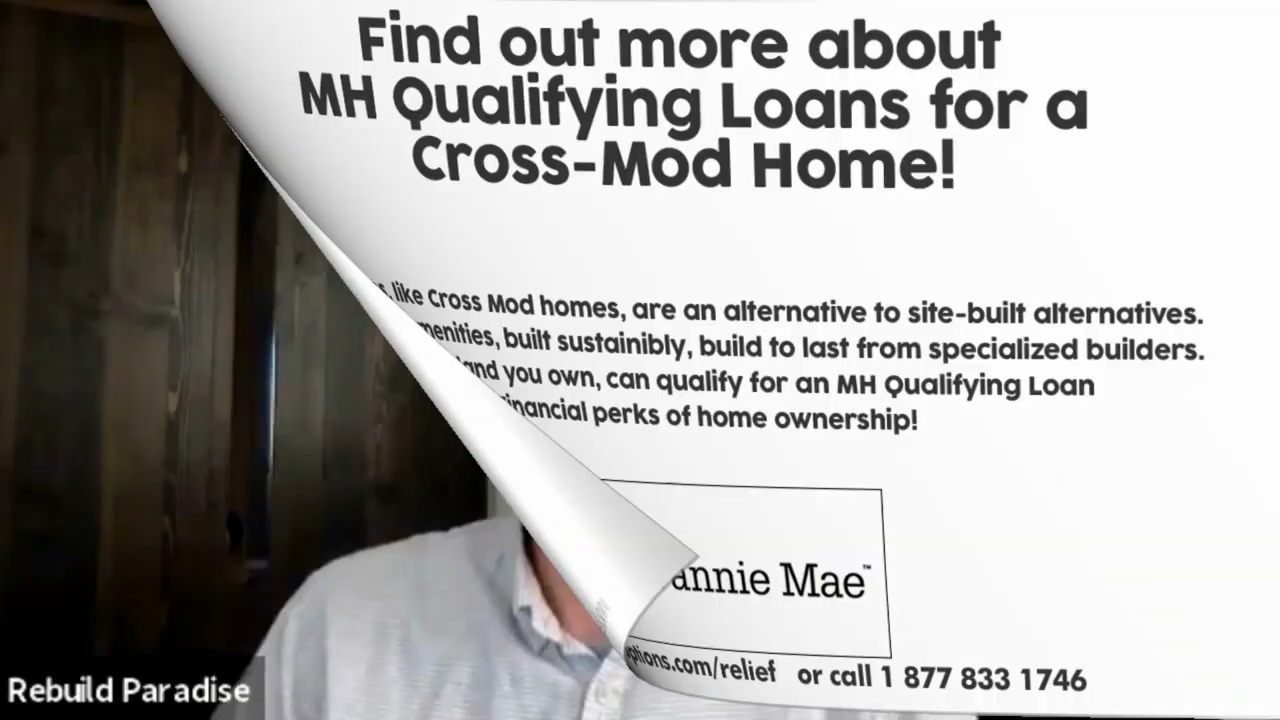 Find out more about
MH Qualifying Loans for a
Cross-Mod Home!
like Cross Mod homes, are an alternative to site-built alternatives.
menities, built sustainibly, build to last from specialized builders.
and you own, can qualify for an MH Qualifying Loan
inancial perks of home ownership!
annie Mae™
ptions.com/relief or call 1 877 833 1746
Rebuild Paradise